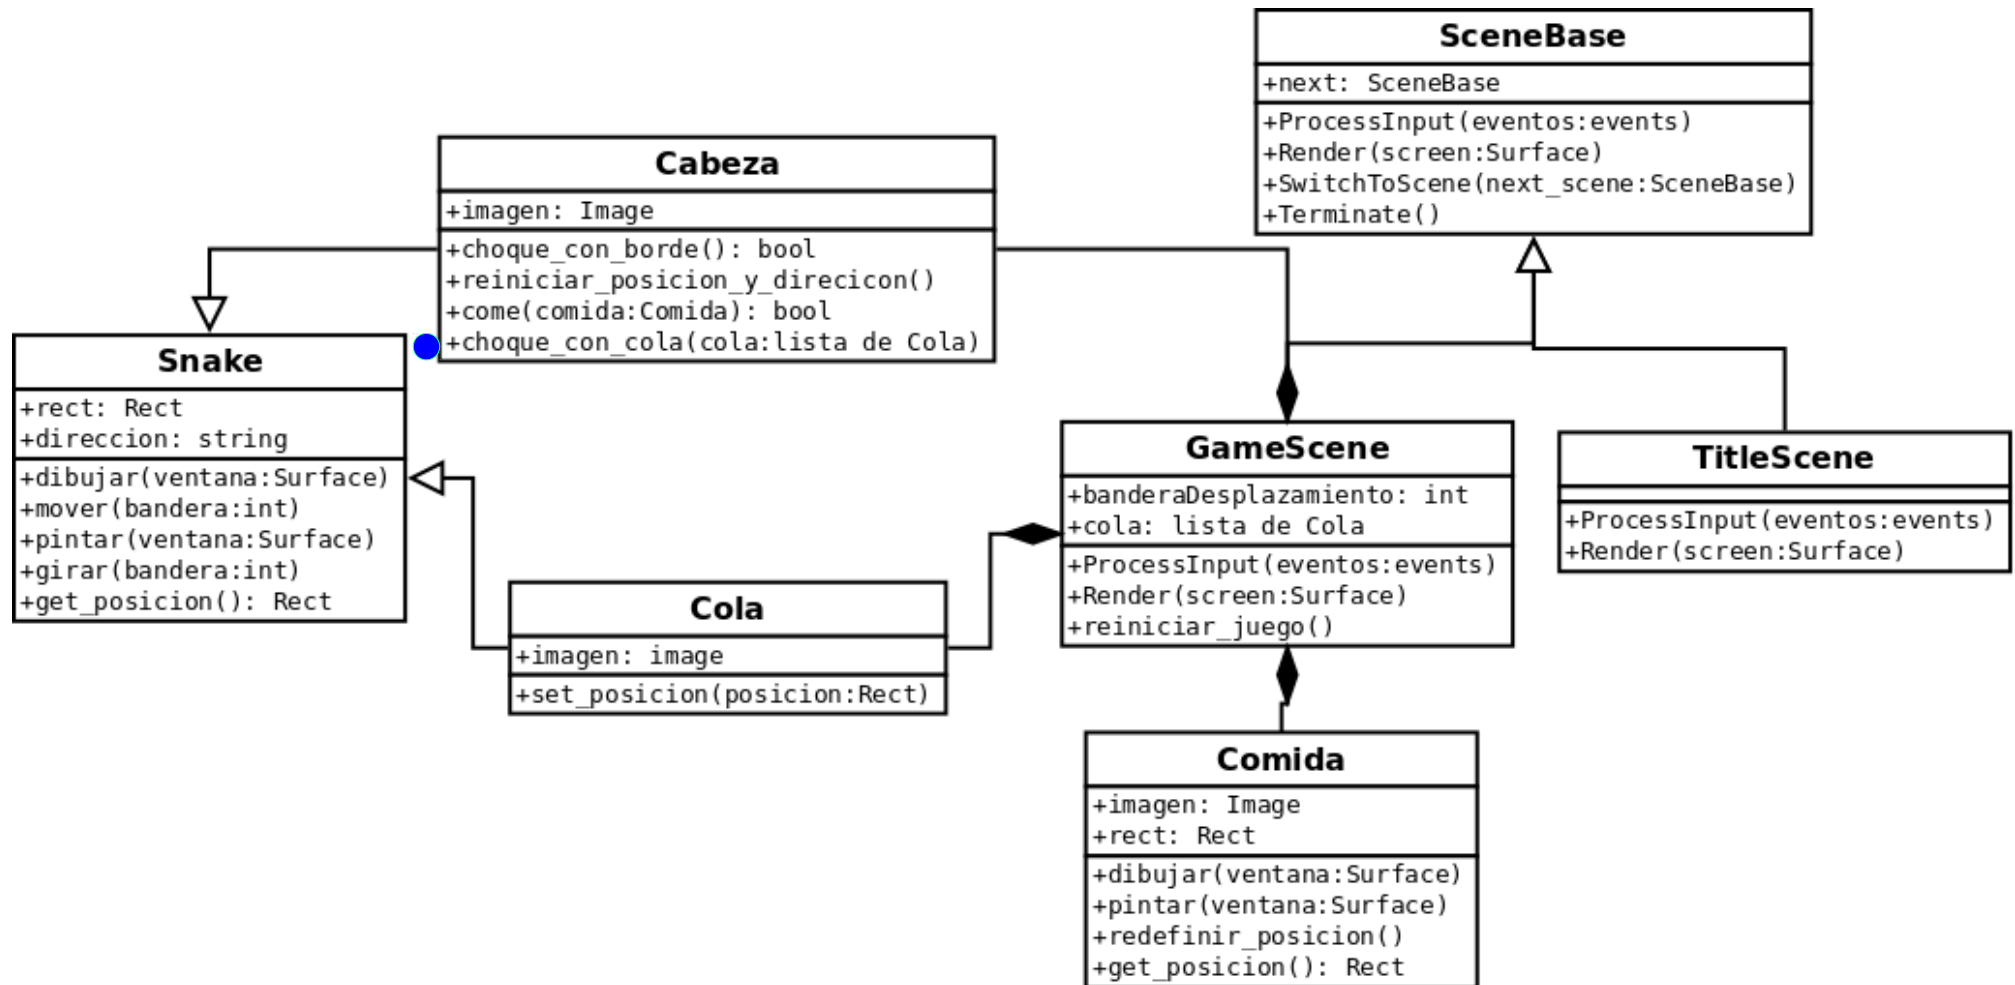 SceneBase
+next: SceneBase
+ProcessInput(eventos:events)
+Render(screen:Surface)
+SwitchToScene(next_scene:SceneBase)
+Terminate()
Cabeza
+imagen: Image
+choque_con_borde(): bool
+reiniciar_posicion_y_direcicon()
+come(comida:Comida): bool
+choque_con_cola(cola:lista de Cola)
Snake
+rect: Rect
+direccion: string
+dibujar(ventana:Surface)
+mover(bandera:int)
+pintar(ventana:Surface)
+girar(bandera:int)
+get_posicion(): Rect
GameScene
+banderaDesplazamiento: int
+cola: lista de Cola
+ProcessInput(eventos:events)
+Render(screen:Surface)
+reiniciar_juego()
TitleScene
+ProcessInput(eventos:events)
+Render(screen:Surface)
Cola
+imagen: image
+set_posicion(posicion:Rect)
Comida
+imagen: Image
+rect: Rect
+dibujar(ventana:Surface)
+pintar(ventana:Surface)
+redefinir_posicion()
+get_posicion(): Rect